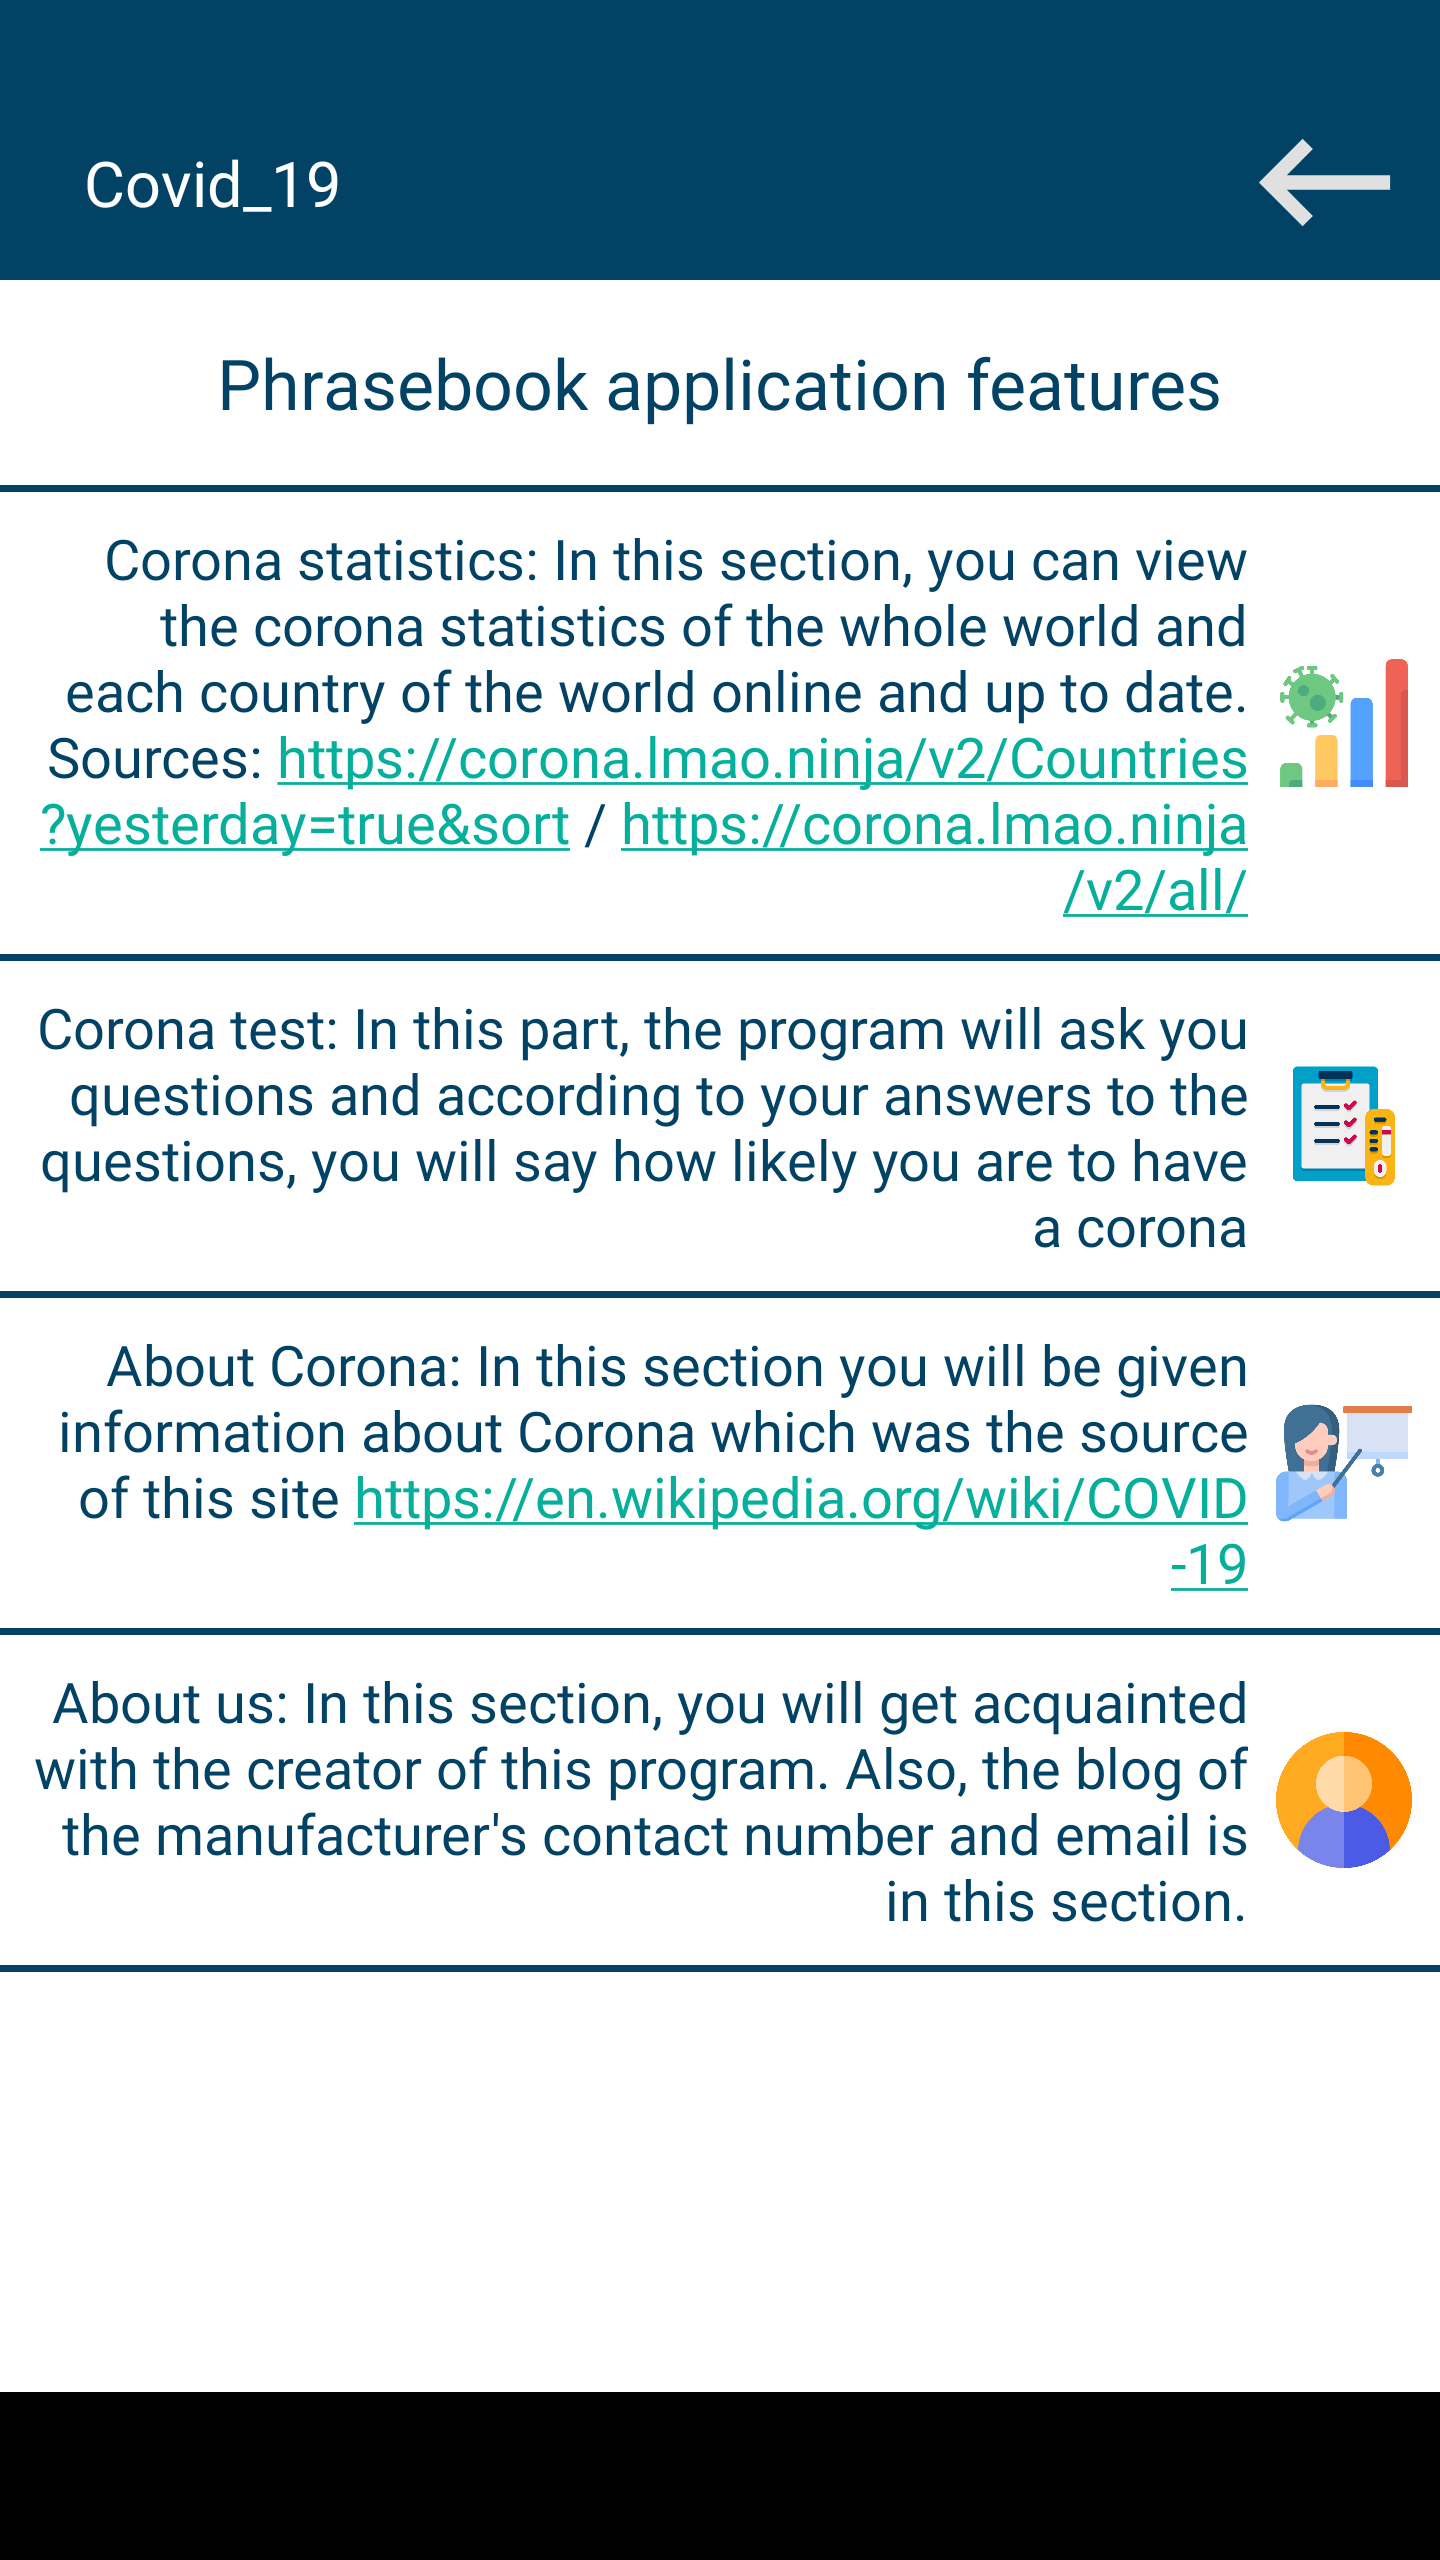 Covid_19
Phrasebook application features
Corona statistics: In this section, you can view
the corona statistics of the whole world and
each country of the world online and up to date.
Sources: https://corona.lmao.ninja/v2/Countries
?yesterday=true&sort / https://corona.lmao.ninja
/v2/all/
Corona test: In this part, the program will ask you
questions and according to your answers to the
questions, you will say how likely you are to have
a corona
About Corona: In this section you will be given
information about Corona which was the source
of this site https://en.wikipedia.org/wiki/COVID
-19
About us: In this section, you will get acquainted
with the creator of this program. Also, the blog of
the manufacturer's contact number and email is
in this section.